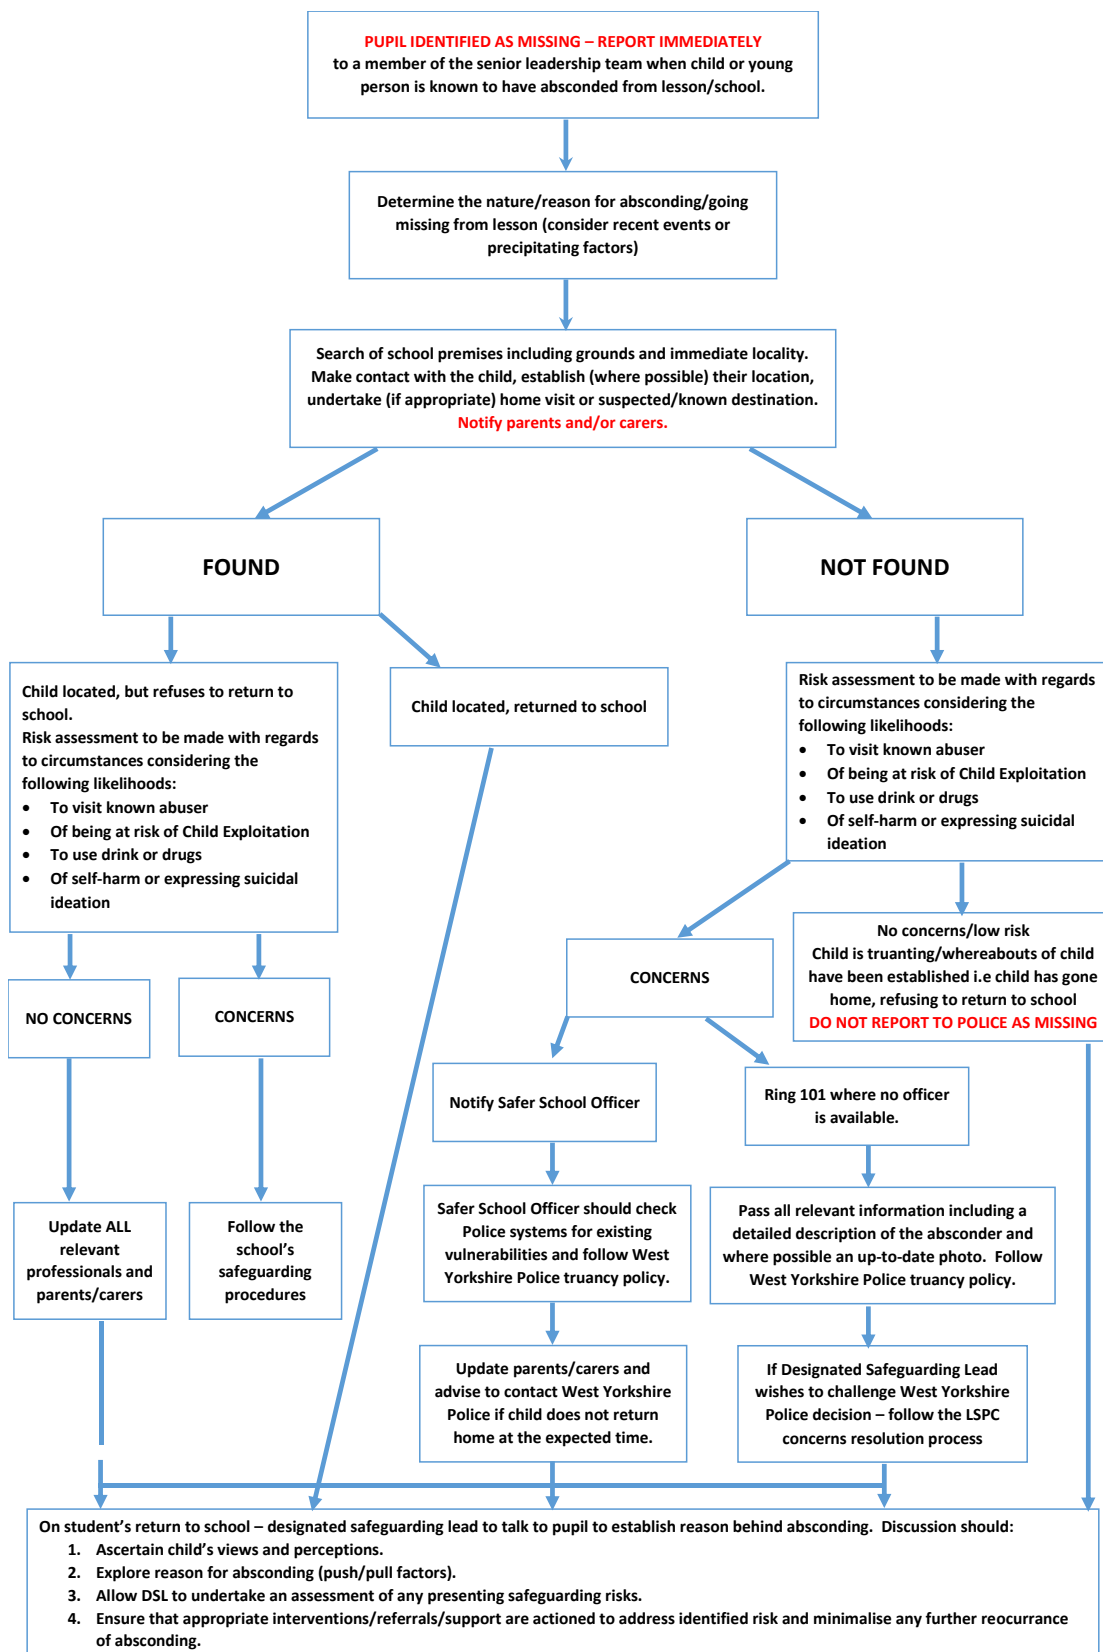 PUPIL IDENTIFIED AS MISSING – REPORT IMMEDIATELY
to a member of the senior leadership team when child or young
person is known to have absconded from lesson/school.
Determine the nature/reason for absconding/going
missing from lesson (consider recent events or
precipitating factors)
Search of school premises including grounds and immediate locality.
Make contact with the child, establish (where possible) their location,
undertake (if appropriate) home visit or suspected/known destination.
Notify parents and/or carers.
FOUND
NOT FOUND
Child located, but refuses to return to
school.
Risk assessment to be made with regards
to circumstances considering the
following likelihoods:
• To visit known abuser
• Of being at risk of Child Exploitation
• To use drink or drugs
• Of self-harm or expressing suicidal
ideation
Child located, returned to school
Risk assessment to be made with regards
to circumstances considering the
following likelihoods:
• To visit known abuser
• Of being at risk of Child Exploitation
• To use drink or drugs
• Of self-harm or expressing suicidal
ideation
No concerns/low risk
Child is truanting/whereabouts of child
have been established i.e child has gone
home, refusing to return to school
DO NOT REPORT TO POLICE AS MISSING
CONCERNS
NO CONCERNS
CONCERNS
Notify Safer School Officer
Ring 101 where no officer
is available.
Update ALL
relevant
professionals and
parents/carers
Follow the
school's
safeguarding
procedures
Safer School Officer should check
Police systems for existing
vulnerabilities and follow West
Yorkshire Police truancy policy.
Pass all relevant information including a
detailed description of the absconder and
where possible an up-to-date photo.  Follow
West Yorkshire Police truancy policy.
Update parents/carers and
advise to contact West Yorkshire
Police if child does not return
home at the expected time.
If Designated Safeguarding Lead
wishes to challenge West Yorkshire
Police decision – follow the LSPC
concerns resolution process
On student's return to school – designated safeguarding lead to talk to pupil to establish reason behind absconding.  Discussion should:
1. Ascertain child's views and perceptions.
2. Explore reason for absconding (push/pull factors).
3. Allow DSL to undertake an assessment of any presenting safeguarding risks.
4. Ensure that appropriate interventions/referrals/support are actioned to address identified risk and minimalise any further reocurrance
of absconding.